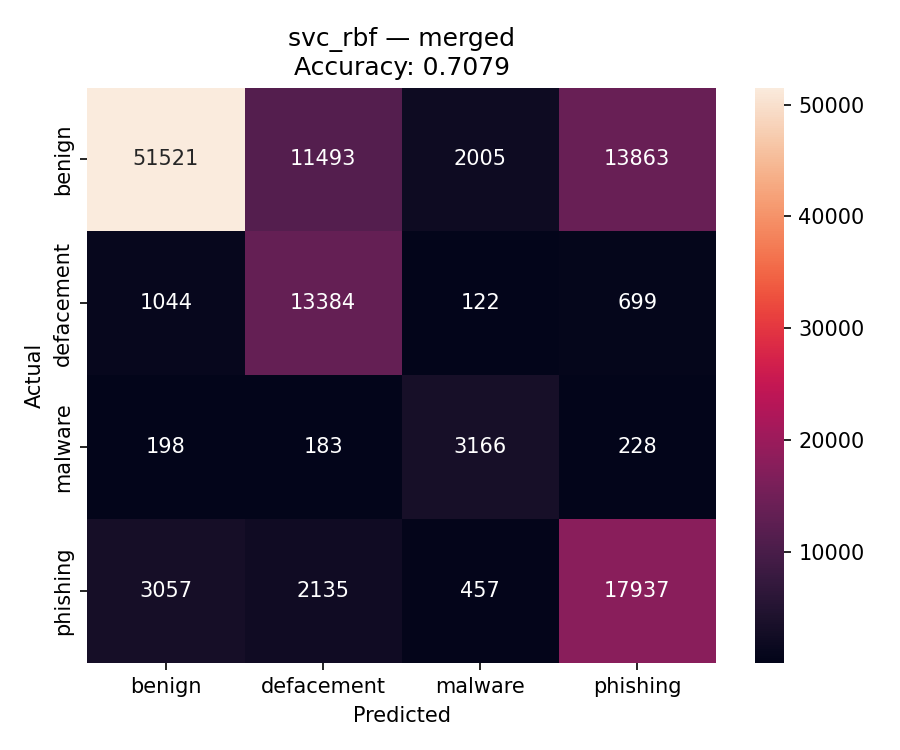 svc_rbf — merged
Accuracy: 0.7079
benign
51521 11493 2005 13863
defacement
1044 13384 122 699
malware
198 183 3166 228
phishing
3057 2135 457 17937
benign defacement malware phishing
Predicted
Actual
50000
40000
30000
20000
10000